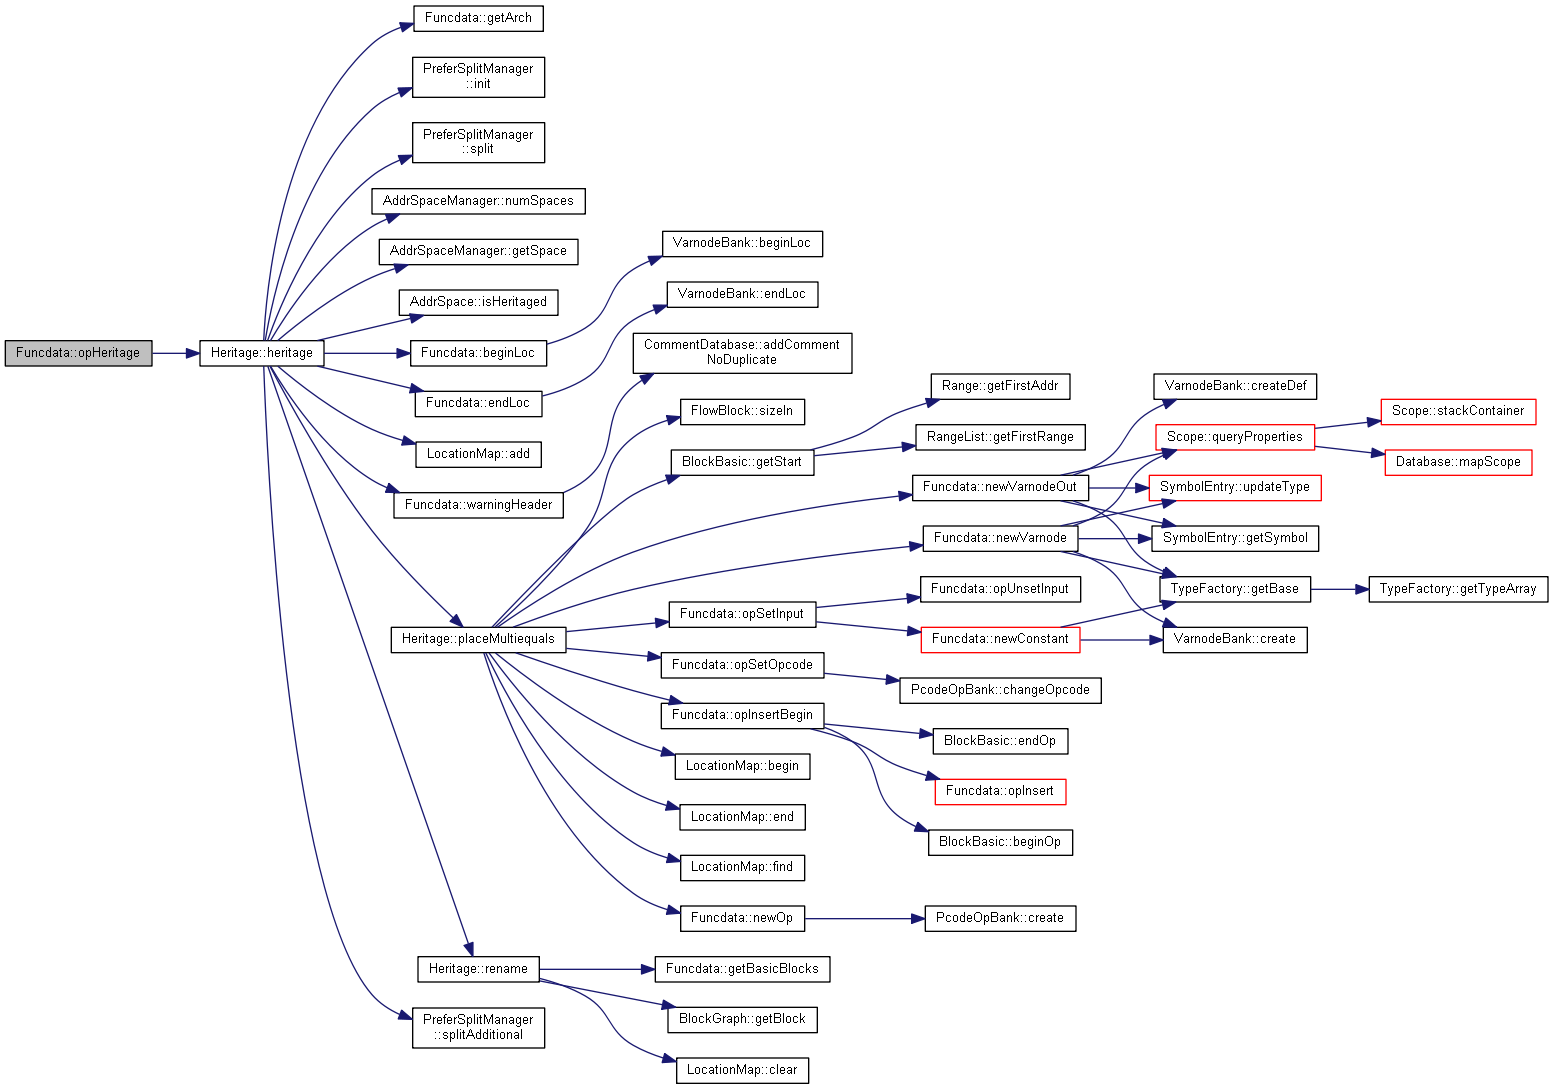 Funcdata::opHeritage
Heritage::heritage
Funcdata::getArch
PreferSplitManager
::init
PreferSplitManager
::split
AddrSpaceManager::numSpaces
AddrSpaceManager::getSpace
AddrSpace::isHeritaged
Funcdata::beginLoc
Funcdata::endLoc
LocationMap::add
Funcdata::warningHeader
Heritage::placeMultiequals
Heritage::rename
PreferSplitManager
::splitAdditional
VarnodeBank::beginLoc
VarnodeBank::endLoc
CommentDatabase::addComment
NoDuplicate
FlowBlock::sizeIn
BlockBasic::getStart
Funcdata::opSetInput
Funcdata::opSetOpcode
Funcdata::opInsertBegin
LocationMap::begin
LocationMap::end
LocationMap::find
Funcdata::newOp
Funcdata::getBasicBlocks
BlockGraph::getBlock
LocationMap::clear
Range::getFirstAddr
RangeList::getFirstRange
Funcdata::newVarnodeOut
Funcdata::newVarnode
Funcdata::opUnsetInput
Funcdata::newConstant
PcodeOpBank::changeOpcode
BlockBasic::endOp
Funcdata::opInsert
BlockBasic::beginOp
PcodeOpBank::create
VarnodeBank::createDef
Scope::queryProperties
SymbolEntry::updateType
SymbolEntry::getSymbol
TypeFactory::getBase
VarnodeBank::create
Scope::stackContainer
Database::mapScope
TypeFactory::getTypeArray